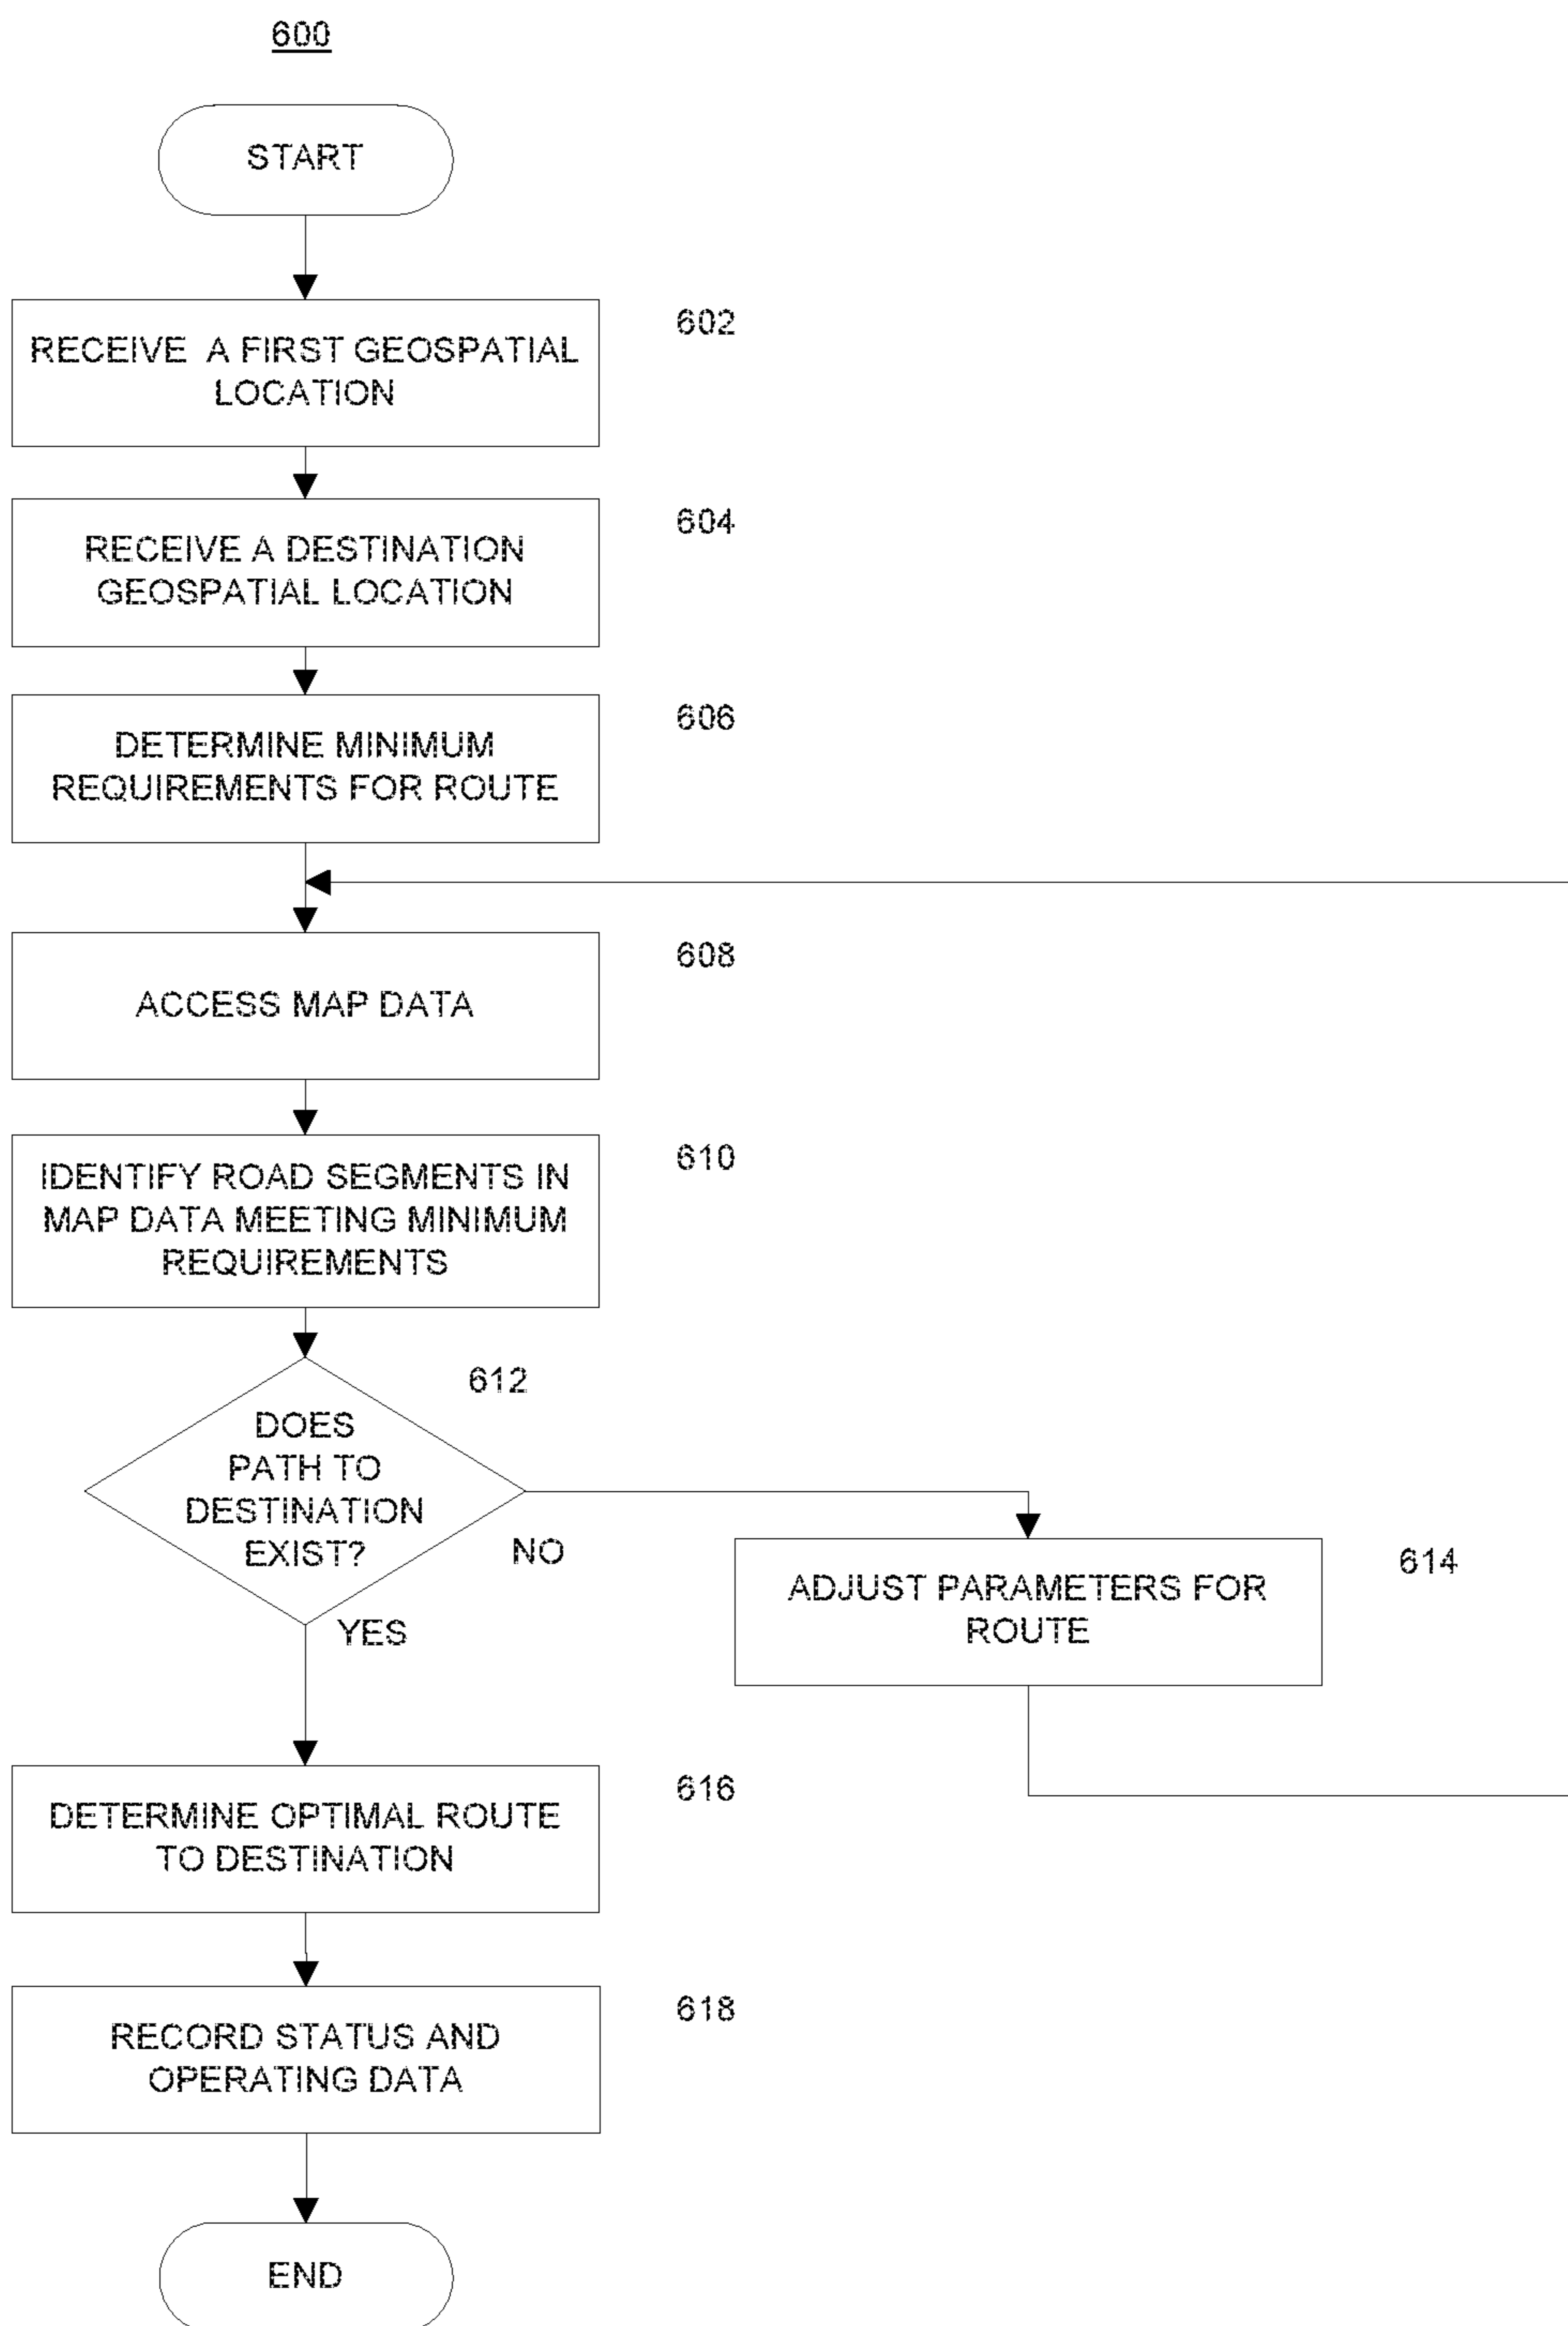 600
START
RECEIVE A FIRST GEOSPATIAL
LOCATION
602
RECEIVE A DESTINATION
GEOSPATIAL LOCATION
604
DETERMINE MINIMUM
REQUIREMENTS FOR ROUTE
606
ACCESS MAP DATA
608
IDENTIFY ROAD SEGMENTS IN
MAP DATA MEETING MINIMUM
REQUIREMENTS
610
DOES
PATH TO
DESTINATION
EXIST?
612
NO
YES
ADJUST PARAMETERS FOR
ROUTE
614
DETERMINE OPTIMAL ROUTE
TO DESTINATION
616
RECORD STATUS AND
OPERATING DATA
618
END